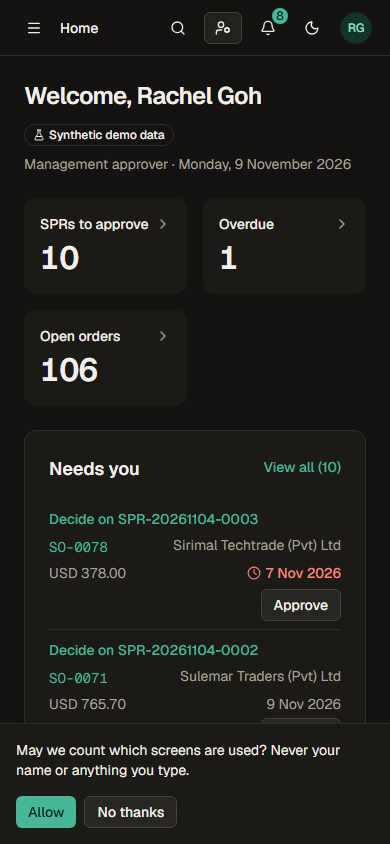 Home
8
RG
Welcome, Rachel Goh
Synthetic demo data
Management approver · Monday, 9 November 2026
SPRs to approve
10
Overdue
1
Open orders
106
Needs you
View all (10)
Decide on SPR-20261104-0003
SO-0078
Sirimal Techtrade (Pvt) Ltd
USD 378.00
7 Nov 2026
Approve
Decide on SPR-20261104-0002
SO-0071
Sulemar Traders (Pvt) Ltd
USD 765.70
9 Nov 2026
May we count which screens are used? Never your
name or anything you type.
Allow
No thanks